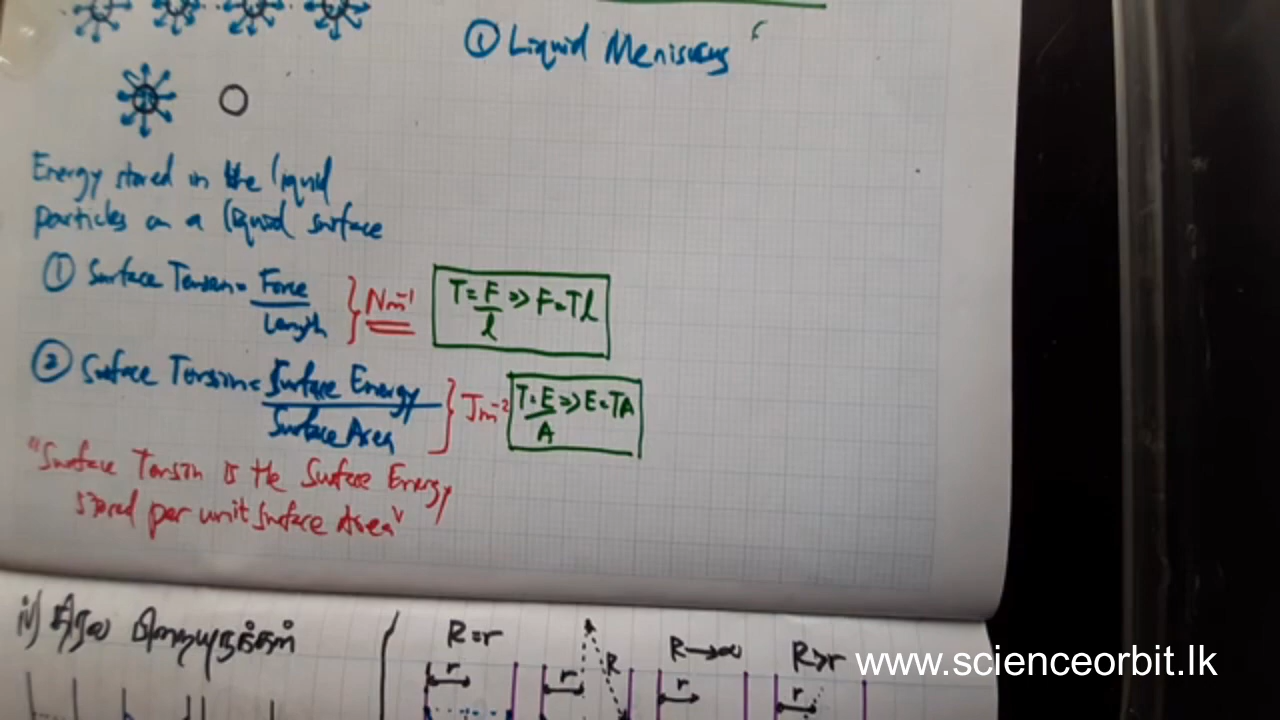 ① Liquid Meniscus
Energy stored in the liquid
particles on a liquid surface
① Surface Tension = Force / Length } Nm⁻¹ T = F/l => F = Tl
② Surface Tension = Surface Energy / Surface Area } Jm⁻² T = E/A => E = TA
"Surface Tension is the Surface Energy
stored per unit Surface Area"
R = r
R
R→∞
R>r
r
r
r
r
www.scienceorbit.lk